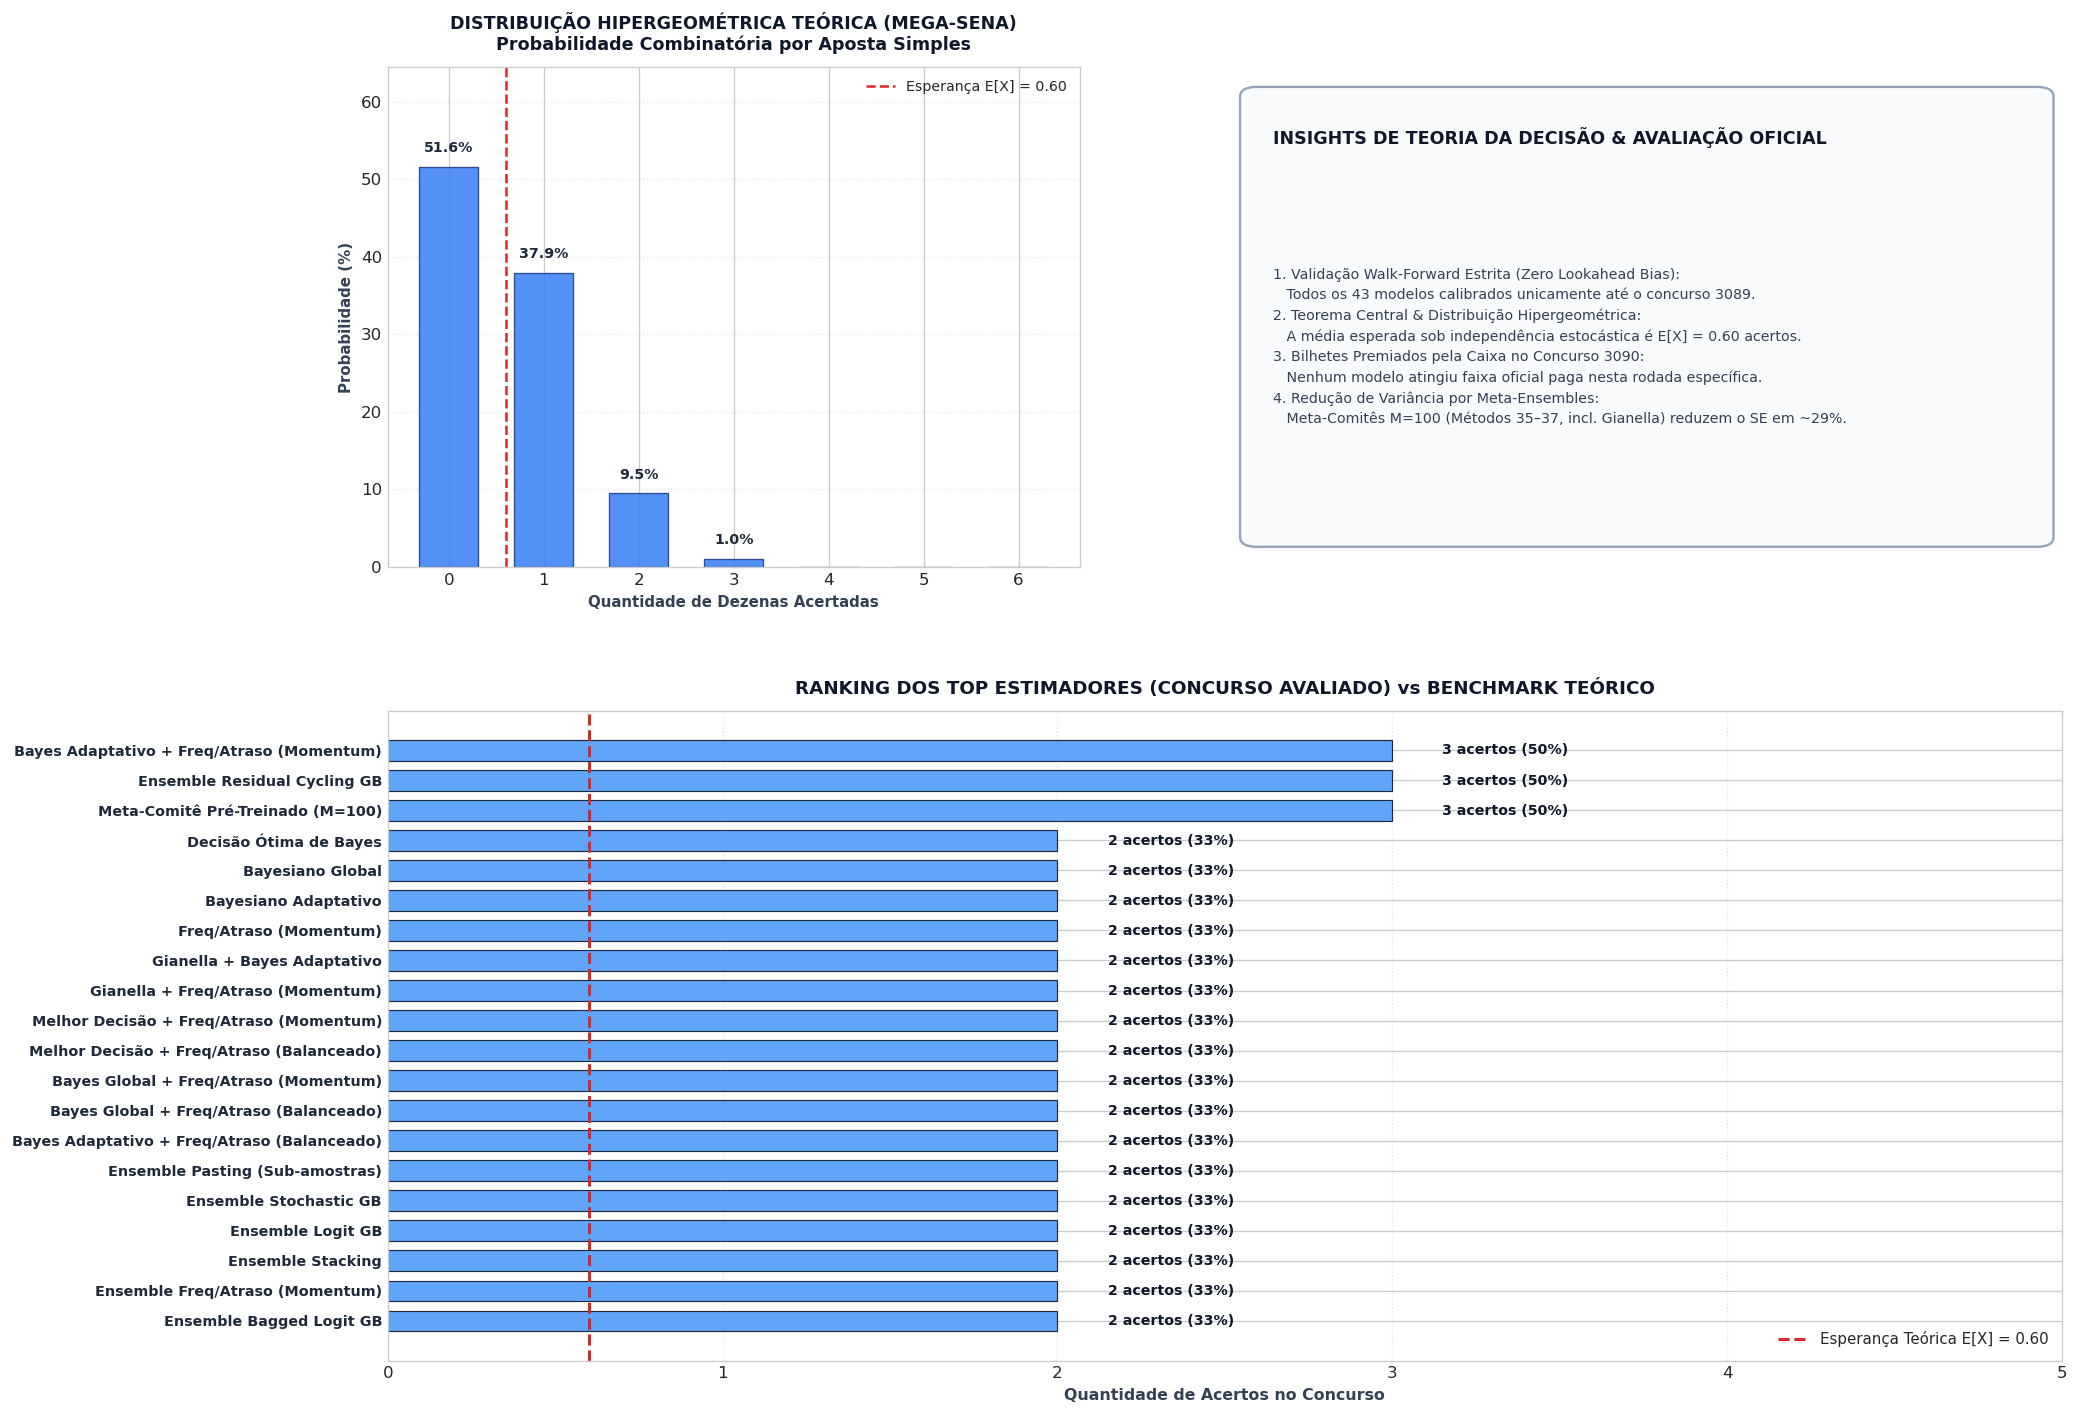 DISTRIBUIÇÃO HIPERGEOMÉTRICA TEÓRICA (MEGA-SENA)
Probabilidade Combinatória por Aposta Simples
Esperança E[X] = 0.60
Probabilidade (%)
60
50
40
30
20
10
0
51.6%
37.9%
9.5%
1.0%
0 1 2 3 4 5 6
Quantidade de Dezenas Acertadas
INSIGHTS DE TEORIA DA DECISÃO & AVALIAÇÃO OFICIAL
1. Validação Walk-Forward Estrita (Zero Lookahead Bias):
Todos os 43 modelos calibrados unicamente até o concurso 3089.
2. Teorema Central & Distribuição Hipergeométrica:
A média esperada sob independência estocástica é E[X] = 0.60 acertos.
3. Bilhetes Premiados pela Caixa no Concurso 3090:
Nenhum modelo atingiu faixa oficial paga nesta rodada específica.
4. Redução de Variância por Meta-Ensembles:
Meta-Comitês M=100 (Métodos 35–37, incl. Gianella) reduzem o SE em ~29%.
RANKING DOS TOP ESTIMADORES (CONCURSO AVALIADO) vs BENCHMARK TEÓRICO
Bayes Adaptativo + Freq/Atraso (Momentum) 3 acertos (50%)
Ensemble Residual Cycling GB 3 acertos (50%)
Meta-Comitê Pré-Treinado (M=100) 3 acertos (50%)
Decisão Ótima de Bayes 2 acertos (33%)
Bayesiano Global 2 acertos (33%)
Bayesiano Adaptativo 2 acertos (33%)
Freq/Atraso (Momentum) 2 acertos (33%)
Gianella + Bayes Adaptativo 2 acertos (33%)
Gianella + Freq/Atraso (Momentum) 2 acertos (33%)
Melhor Decisão + Freq/Atraso (Momentum) 2 acertos (33%)
Melhor Decisão + Freq/Atraso (Balanceado) 2 acertos (33%)
Bayes Global + Freq/Atraso (Momentum) 2 acertos (33%)
Bayes Global + Freq/Atraso (Balanceado) 2 acertos (33%)
Bayes Adaptativo + Freq/Atraso (Balanceado) 2 acertos (33%)
Ensemble Pasting (Sub-amostras) 2 acertos (33%)
Ensemble Stochastic GB 2 acertos (33%)
Ensemble Logit GB 2 acertos (33%)
Ensemble Stacking 2 acertos (33%)
Ensemble Freq/Atraso (Momentum) 2 acertos (33%)
Ensemble Bagged Logit GB 2 acertos (33%)
Esperança Teórica E[X] = 0.60
0 1 2 3 4 5
Quantidade de Acertos no Concurso